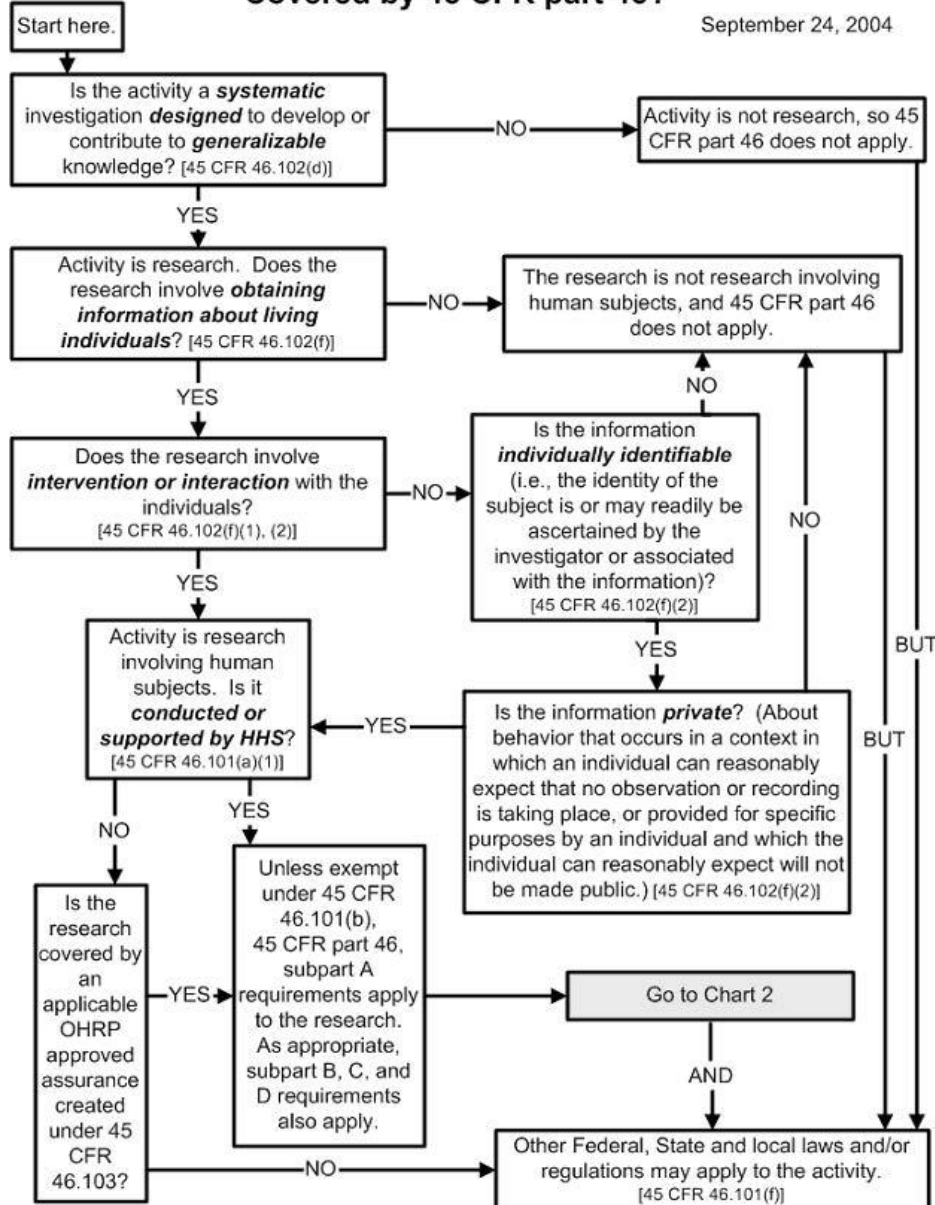 Covered by 45 CFR part 46?
September 24, 2004
Start here.
Is the activity a systematic
investigation designed to develop or
contribute to generalizable
knowledge? [45 CFR 46.102(d)]
NO
Activity is not research, so 45
CFR part 46 does not apply.
YES
Activity is research. Does the
research involve obtaining
information about living
individuals? [45 CFR 46.102(f)]
NO
The research is not research involving
human subjects, and 45 CFR part 46
does not apply.
YES
NO
Does the research involve
intervention or interaction with the
individuals?
[45 CFR 46.102(f)(1), (2)]
NO
Is the information
individually identifiable
(i.e., the identity of the
subject is or may readily be
ascertained by the
investigator or associated
with the information)?
[45 CFR 46.102(f)(2)]
NO
YES
YES
BUT
Activity is research
involving human
subjects. Is it
conducted or
supported by HHS?
[45 CFR 46.101(a)(1)]
YES
Is the information private? (About
behavior that occurs in a context in
which an individual can reasonably
expect that no observation or recording
is taking place, or provided for specific
purposes by an individual and which the
individual can reasonably expect will not
be made public.) [45 CFR 46.102(f)(2)]
BUT
NO
YES
Is the
research
covered by
an
applicable
OHRP
approved
assurance
created
under 45
CFR
46.103?
YES
Unless exempt
under 45 CFR
46.101(b),
45 CFR part 46,
subpart A
requirements apply
to the research.
As appropriate,
subpart B, C, and
D requirements
also apply.
Go to Chart 2
AND
NO
Other Federal, State and local laws and/or
regulations may apply to the activity.
[45 CFR 46.101(f)]